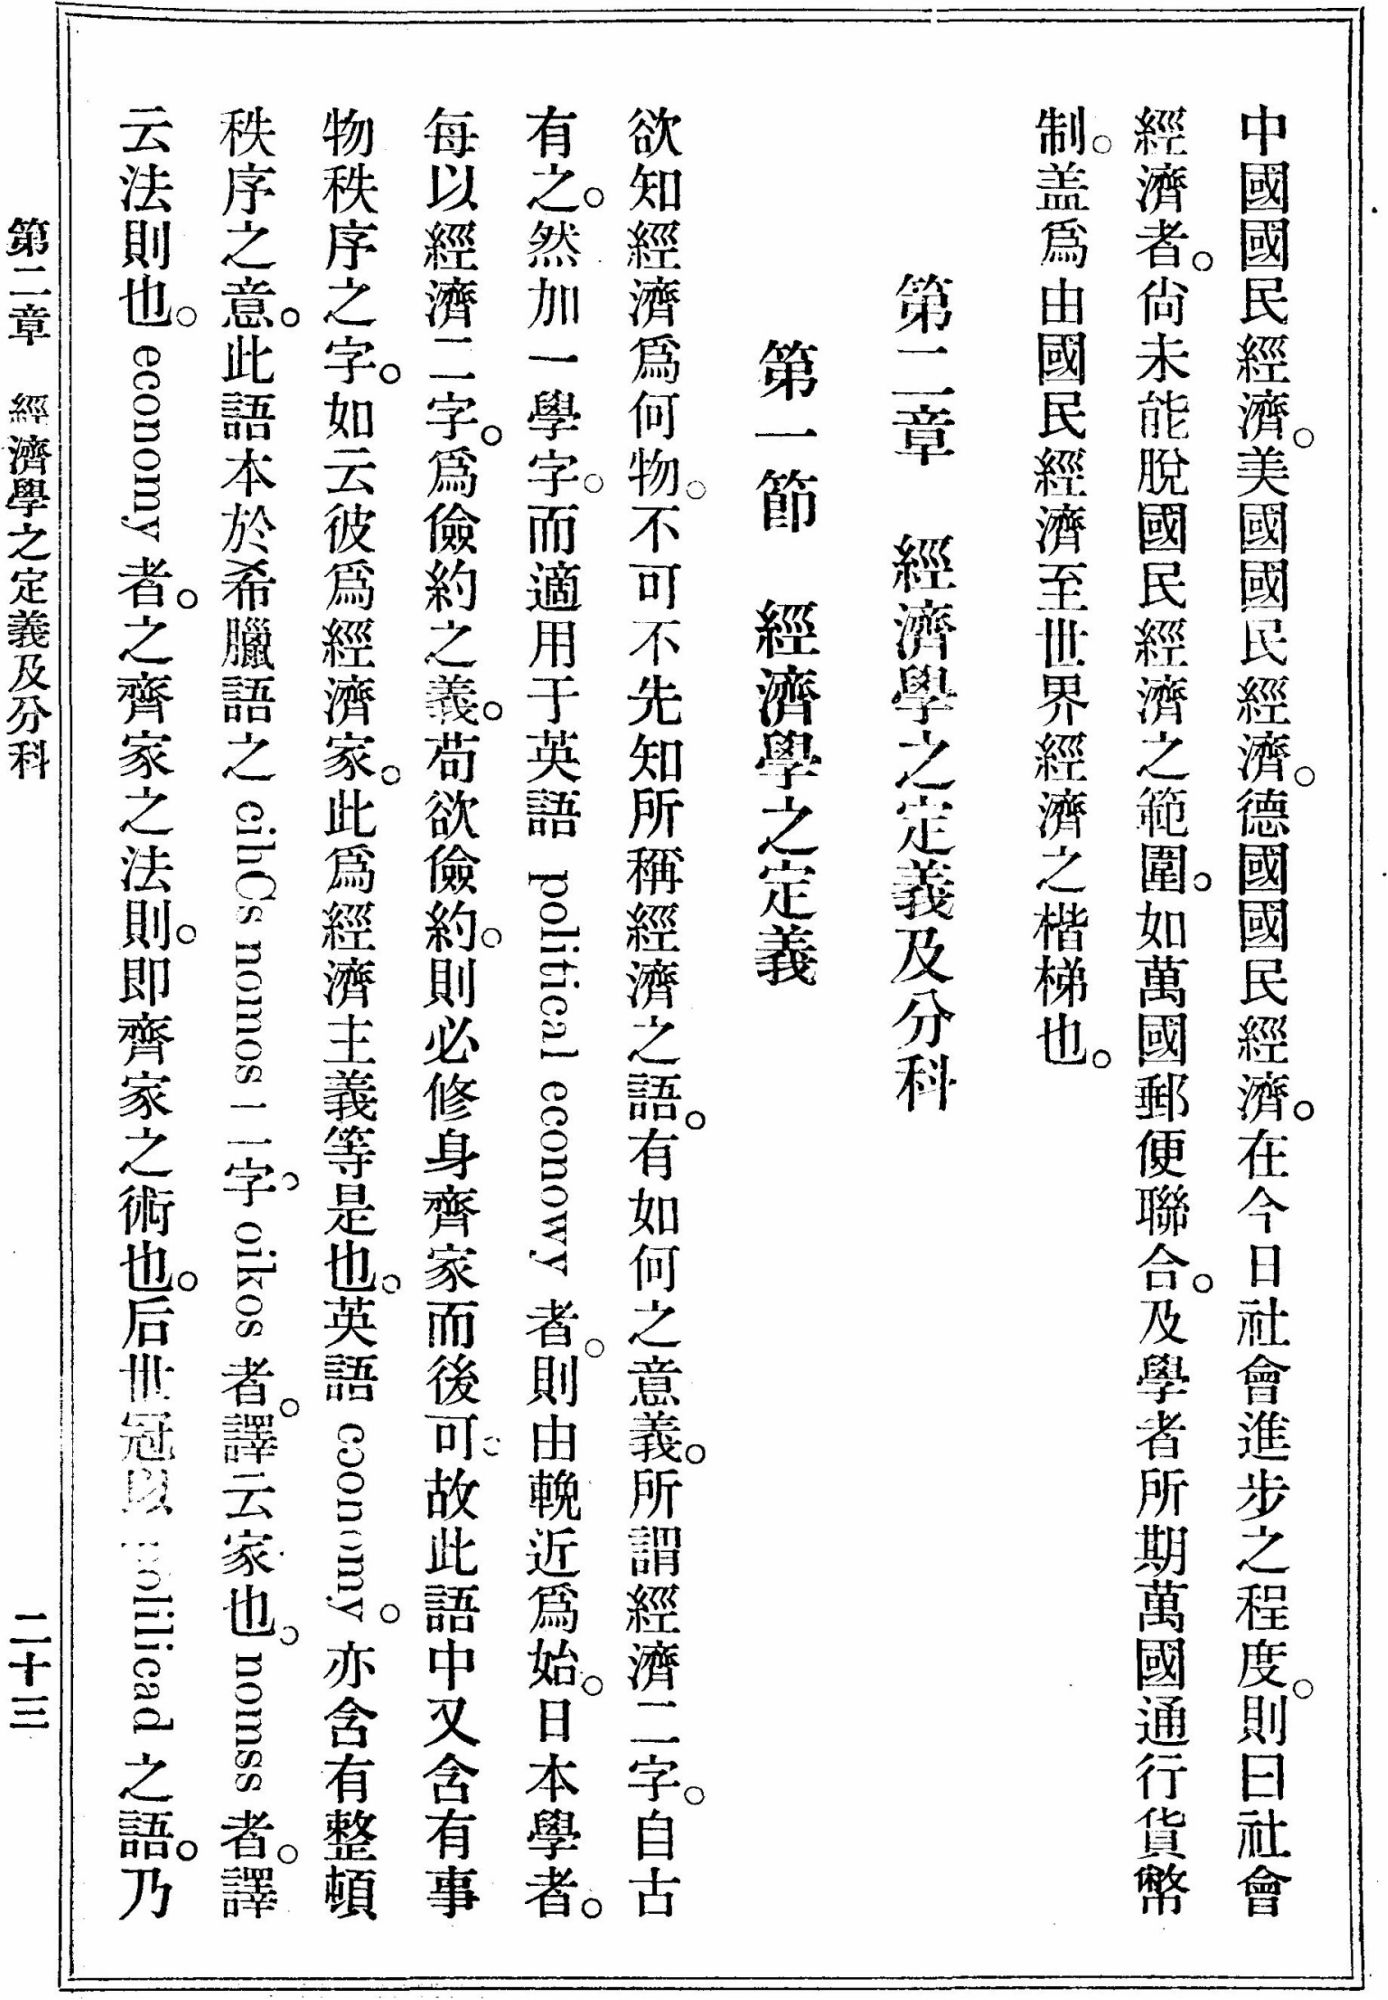 中國國民經濟。美國國民經濟。德國國民經濟。在今日社會進步之程度。則曰社會
經濟者。尙未能脫國民經濟之範圍。如萬國郵便聯合。及學者所期萬國通行貨幣
制。盖爲由國民經濟至世界經濟之楷梯也。
第二章　經濟學之定義及分科
第一節　經濟學之定義
欲知經濟爲何物。不可不先知所稱經濟之語。有如何之意義。所謂經濟二字。自古
有之。然加一學字。而適用于英語 political econowy 者。則由輓近爲始。日本學者。
每以經濟二字。爲儉約之義。苟欲儉約。則必修身齊家而後可。故此語中又含有事
物秩序之字。如云彼爲經濟家。此爲經濟主義等是也。英語 economy。亦含有整頓
秩序之意。此語本於希臘語之 cihCs nomos 二字。oikos 者。譯云家也。nomss 者。譯
云法則也。economy 者。之齊家之法則。即齊家之術也。后世冠以 polilicad 之語。乃
第二章　經濟學之定義及分科　二十三